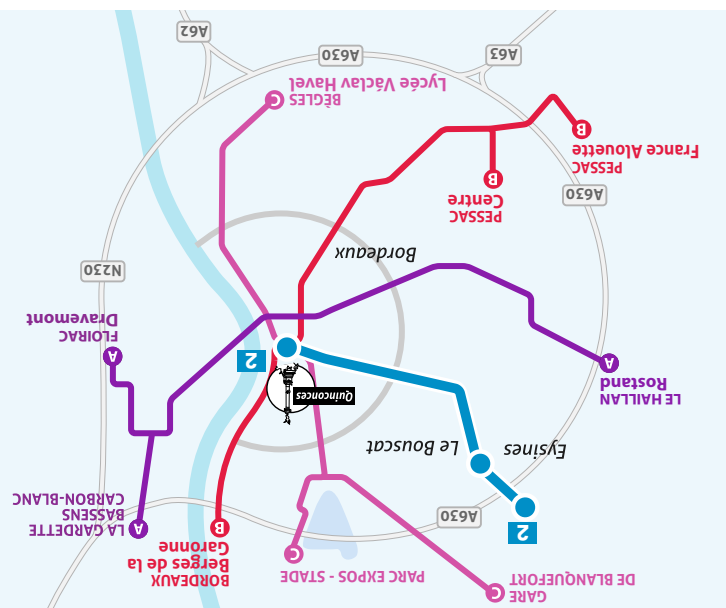 GARE
DE BLANQUEFORT
C
PARC EXPOS - STADE
C
BORDEAUX
Berges de la
Garonne
B
LA GARDETTE
BASSENS
CARBON-BLANC
A
2
A630
Eysines
Le Bouscat
Quinconces
LE HAILLAN
Rostand
A
2
FLOIRAC
Dravemont
A
N230
Bordeaux
PESSAC
Centre
B
A630
PESSAC
France Alouette
B
BÈGLES
Lycée Václav Havel
C
A63
A630
A62